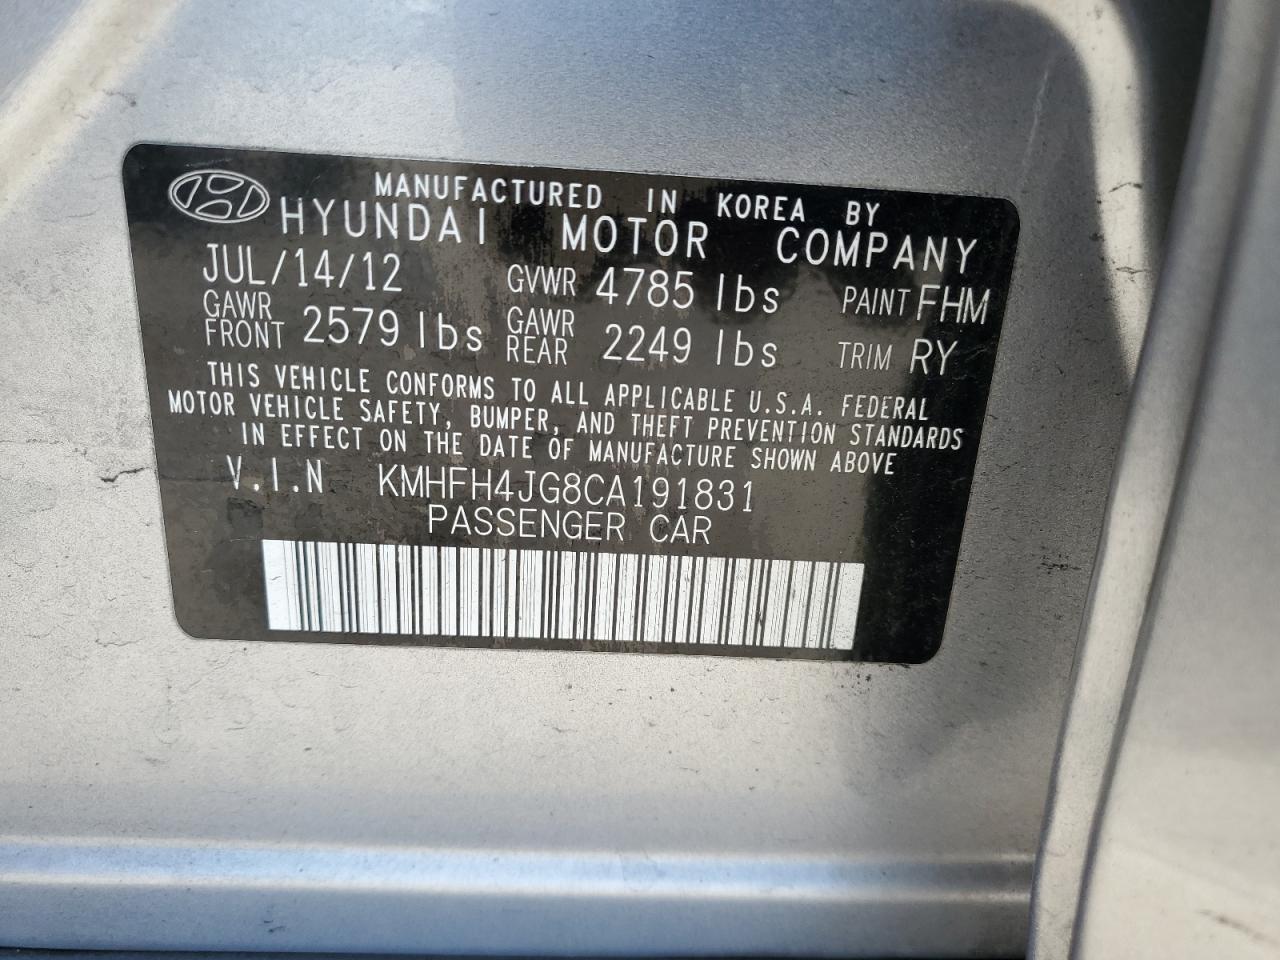 MANUFACTURED IN KOREA BY
HYUNDAI MOTOR COMPANY
JUL/14/12 GVWR 4785 lbs PAINT FHM
GAWR FRONT 2579 lbs GAWR REAR 2249 lbs TRIM RY
THIS VEHICLE CONFORMS TO ALL APPLICABLE U.S.A. FEDERAL
MOTOR VEHICLE SAFETY, BUMPER, AND THEFT PREVENTION STANDARDS
IN EFFECT ON THE DATE OF MANUFACTURE SHOWN ABOVE
V.I.N KMHFH4JG8CA191831
PASSENGER CAR